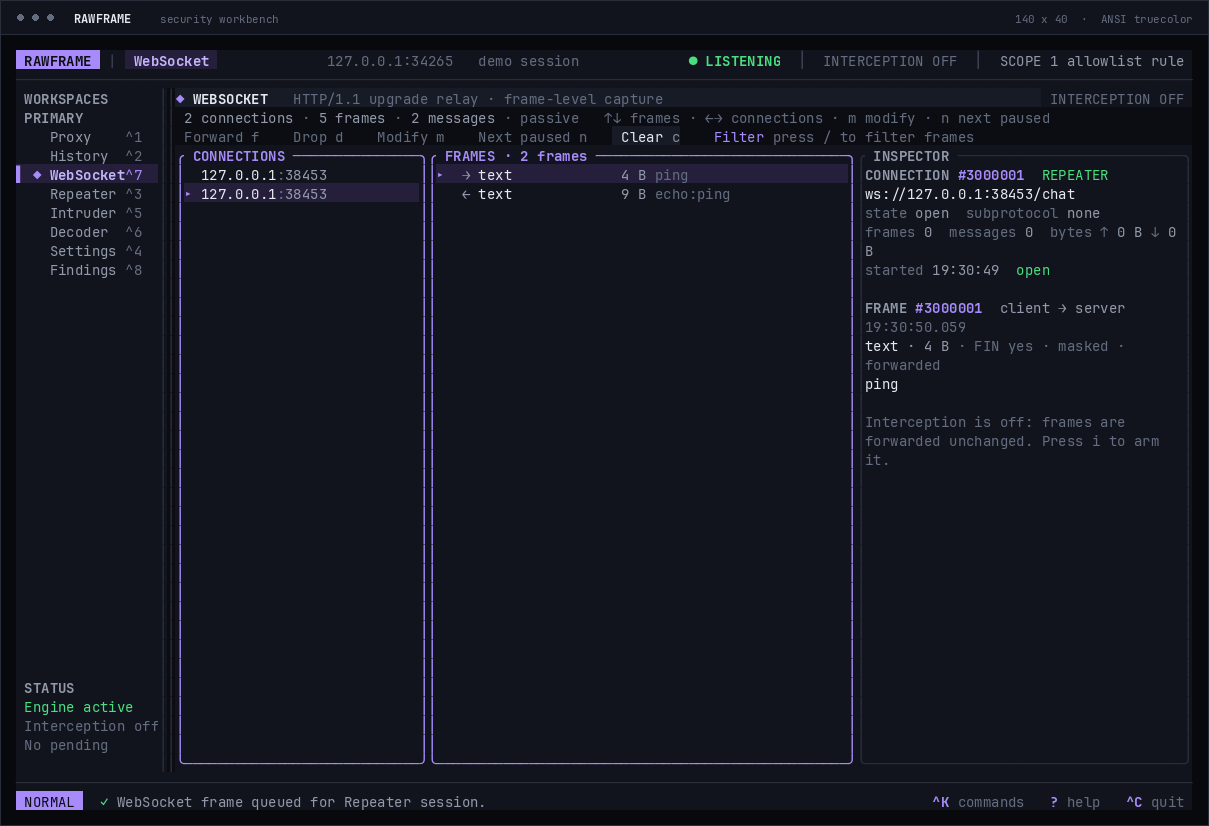 RAWFRAME security workbench 140 x 40 · ANSI truecolor
RAWFRAME | WebSocket 127.0.0.1:34265 demo session ● LISTENING │ INTERCEPTION OFF │ SCOPE 1 allowlist rule
WORKSPACES
PRIMARY
Proxy ^1
History ^2
◆ WebSocket^7
Repeater ^3
Intruder ^5
Decoder ^6
Settings ^4
Findings ^8
STATUS
Engine active
Interception off
No pending
◆ WEBSOCKET HTTP/1.1 upgrade relay · frame-level capture INTERCEPTION OFF
2 connections · 5 frames · 2 messages · passive ↑↓ frames · ←→ connections · m modify · n next paused
Forward f Drop d Modify m Next paused n Clear c Filter press / to filter frames
CONNECTIONS
127.0.0.1:38453
▸ 127.0.0.1:38453
FRAMES · 2 frames
▸ → text 4 B ping
← text 9 B echo:ping
INSPECTOR
CONNECTION #3000001 REPEATER
ws://127.0.0.1:38453/chat
state open subprotocol none
frames 0 messages 0 bytes ↑ 0 B ↓ 0
B
started 19:30:49 open
FRAME #3000001 client → server
19:30:50.059
text · 4 B · FIN yes · masked ·
forwarded
ping
Interception is off: frames are
forwarded unchanged. Press i to arm
it.
NORMAL ✓ WebSocket frame queued for Repeater session. ^K commands ? help ^C quit